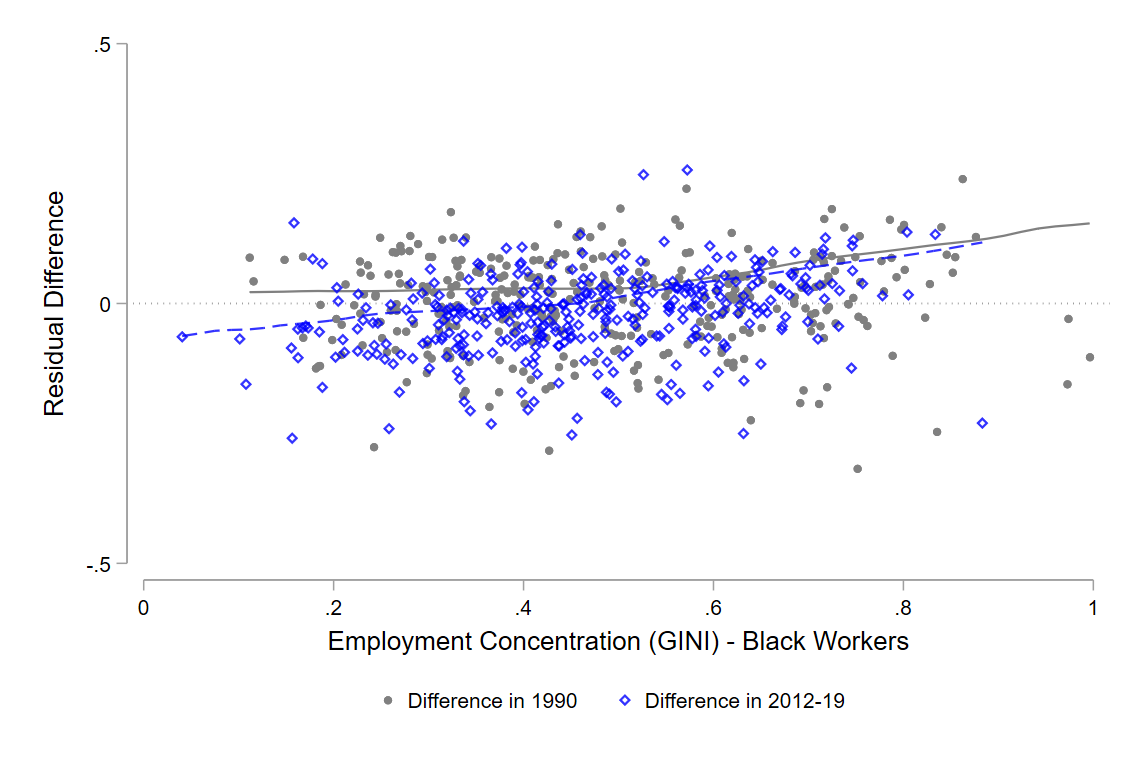 .5
0
-.5
Residual Difference
0 .2 .4 .6 .8 1
Employment Concentration (GINI) - Black Workers
Difference in 1990 Difference in 2012-19